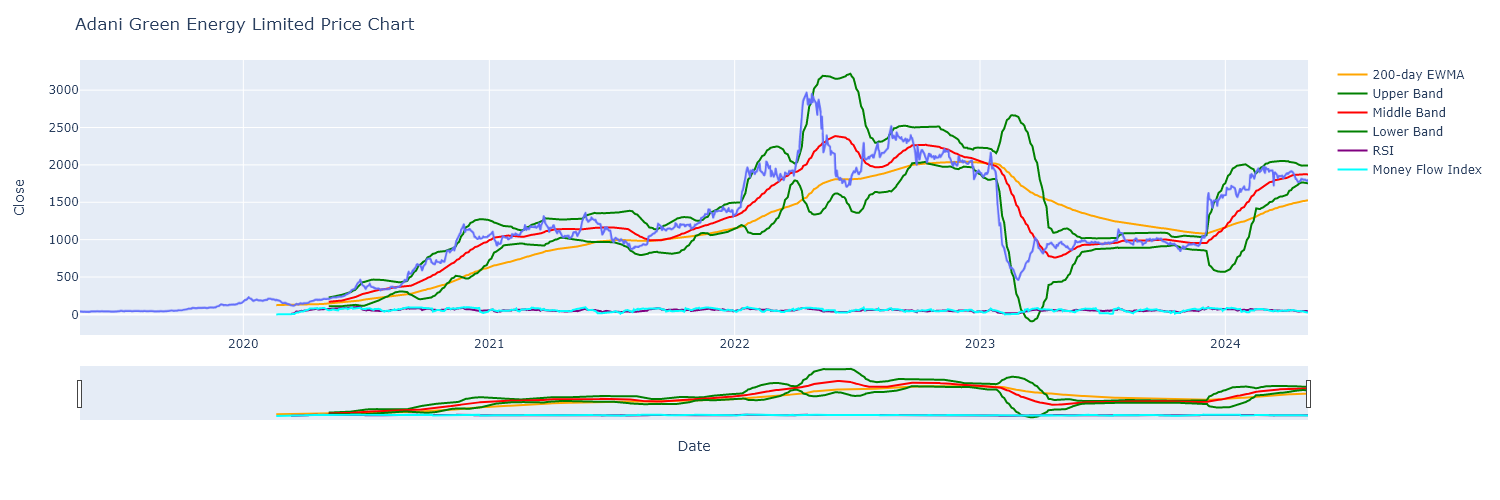 Adani Green Energy Limited Price Chart
Close
3000
2500
2000
1500
1000
500
0
2020
2021
2022
2023
2024
Date
200-day EWMA
Upper Band
Middle Band
Lower Band
RSI
Money Flow Index